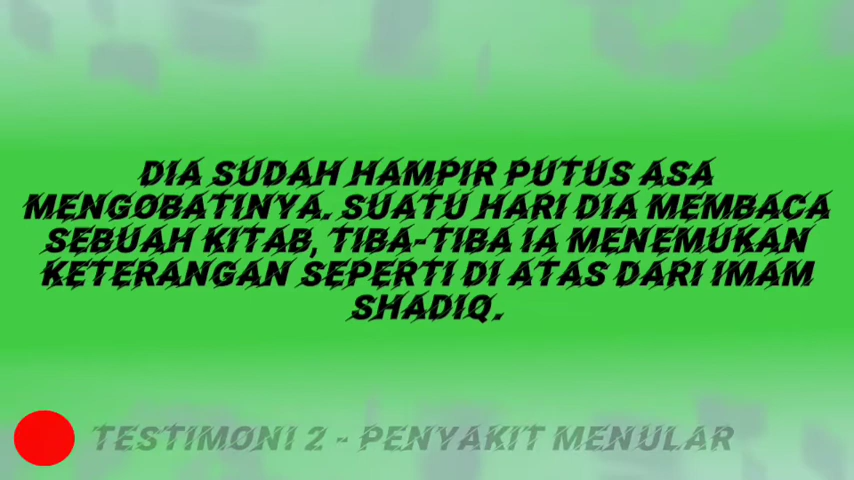 DIA SUDAH HAMPIR PUTUS ASA
MENGOBATINYA. SUATU HARI DIA MEMBACA
SEBUAH KITAB, TIBA-TIBA IA MENEMUKAN
KETERANGAN SEPERTI DI ATAS DARI IMAM
SHADIQ.
TESTIMONI 2 - PENYAKIT MENULAR